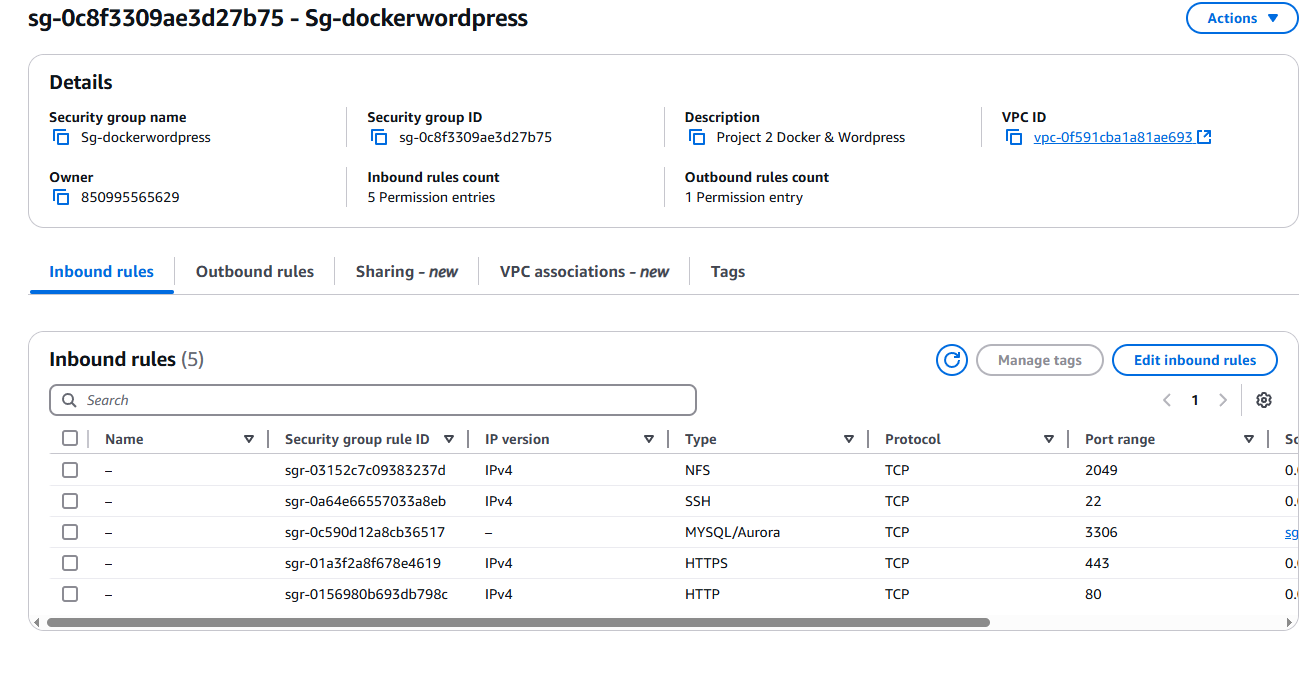 sg-0c8f3309ae3d27b75 - Sg-dockerwordpress
Actions
Details
Security group name
Sg-dockerwordpress
Security group ID
sg-0c8f3309ae3d27b75
Description
Project 2 Docker & Wordpress
VPC ID
vpc-0f591cba1a81ae693
Owner
850995565629
Inbound rules count
5 Permission entries
Outbound rules count
1 Permission entry
Inbound rules Outbound rules Sharing - new VPC associations - new Tags
Inbound rules (5)
Manage tags
Edit inbound rules
Search
1
Name Security group rule ID IP version Type Protocol Port range
– sgr-03152c7c09383237d IPv4 NFS TCP 2049 0.
– sgr-0a64e66557033a8eb IPv4 SSH TCP 22 0.
– sgr-0c590d12a8cb36517 – MYSQL/Aurora TCP 3306 sg
– sgr-01a3f2a8f678e4619 IPv4 HTTPS TCP 443 0.
– sgr-0156980b693db798c IPv4 HTTP TCP 80 0.